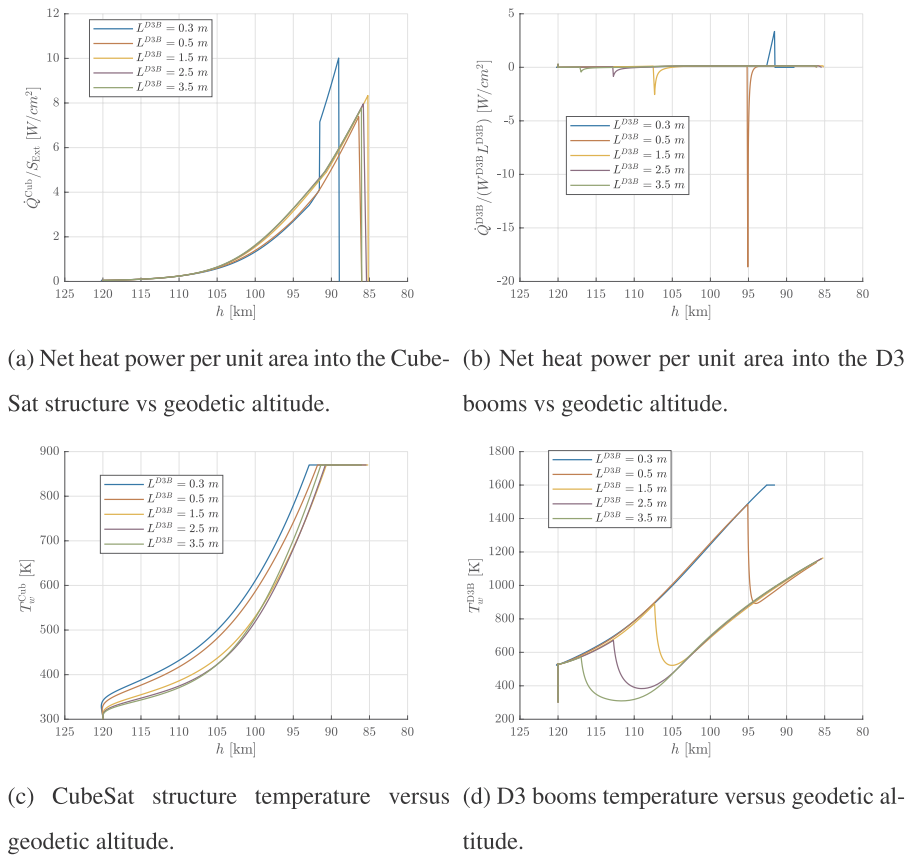 12
10
8
6
4
2
0
Q̇^Cub/S_Ext [W/cm²]
L^D3B = 0.3 m
L^D3B = 0.5 m
L^D3B = 1.5 m
L^D3B = 2.5 m
L^D3B = 3.5 m
125 120 115 110 105 100 95 90 85 80
h [km]
5
0
-5
-10
-15
-20
Q̇^D3B/(W^D3B L^D3B) [W/cm²]
L^D3B = 0.3 m
L^D3B = 0.5 m
L^D3B = 1.5 m
L^D3B = 2.5 m
L^D3B = 3.5 m
125 120 115 110 105 100 95 90 85 80
h [km]
(a) Net heat power per unit area into the Cube-
Sat structure vs geodetic altitude.
(b) Net heat power per unit area into the D3
booms vs geodetic altitude.
900
800
700
600
500
400
300
T_w^Cub [K]
L^D3B = 0.3 m
L^D3B = 0.5 m
L^D3B = 1.5 m
L^D3B = 2.5 m
L^D3B = 3.5 m
125 120 115 110 105 100 95 90 85 80
h [km]
1800
1600
1400
1200
1000
800
600
400
200
T_w^D3B [K]
L^D3B = 0.3 m
L^D3B = 0.5 m
L^D3B = 1.5 m
L^D3B = 2.5 m
L^D3B = 3.5 m
125 120 115 110 105 100 95 90 85 80
h [km]
(c) CubeSat structure temperature versus
geodetic altitude.
(d) D3 booms temperature versus geodetic al-
titude.